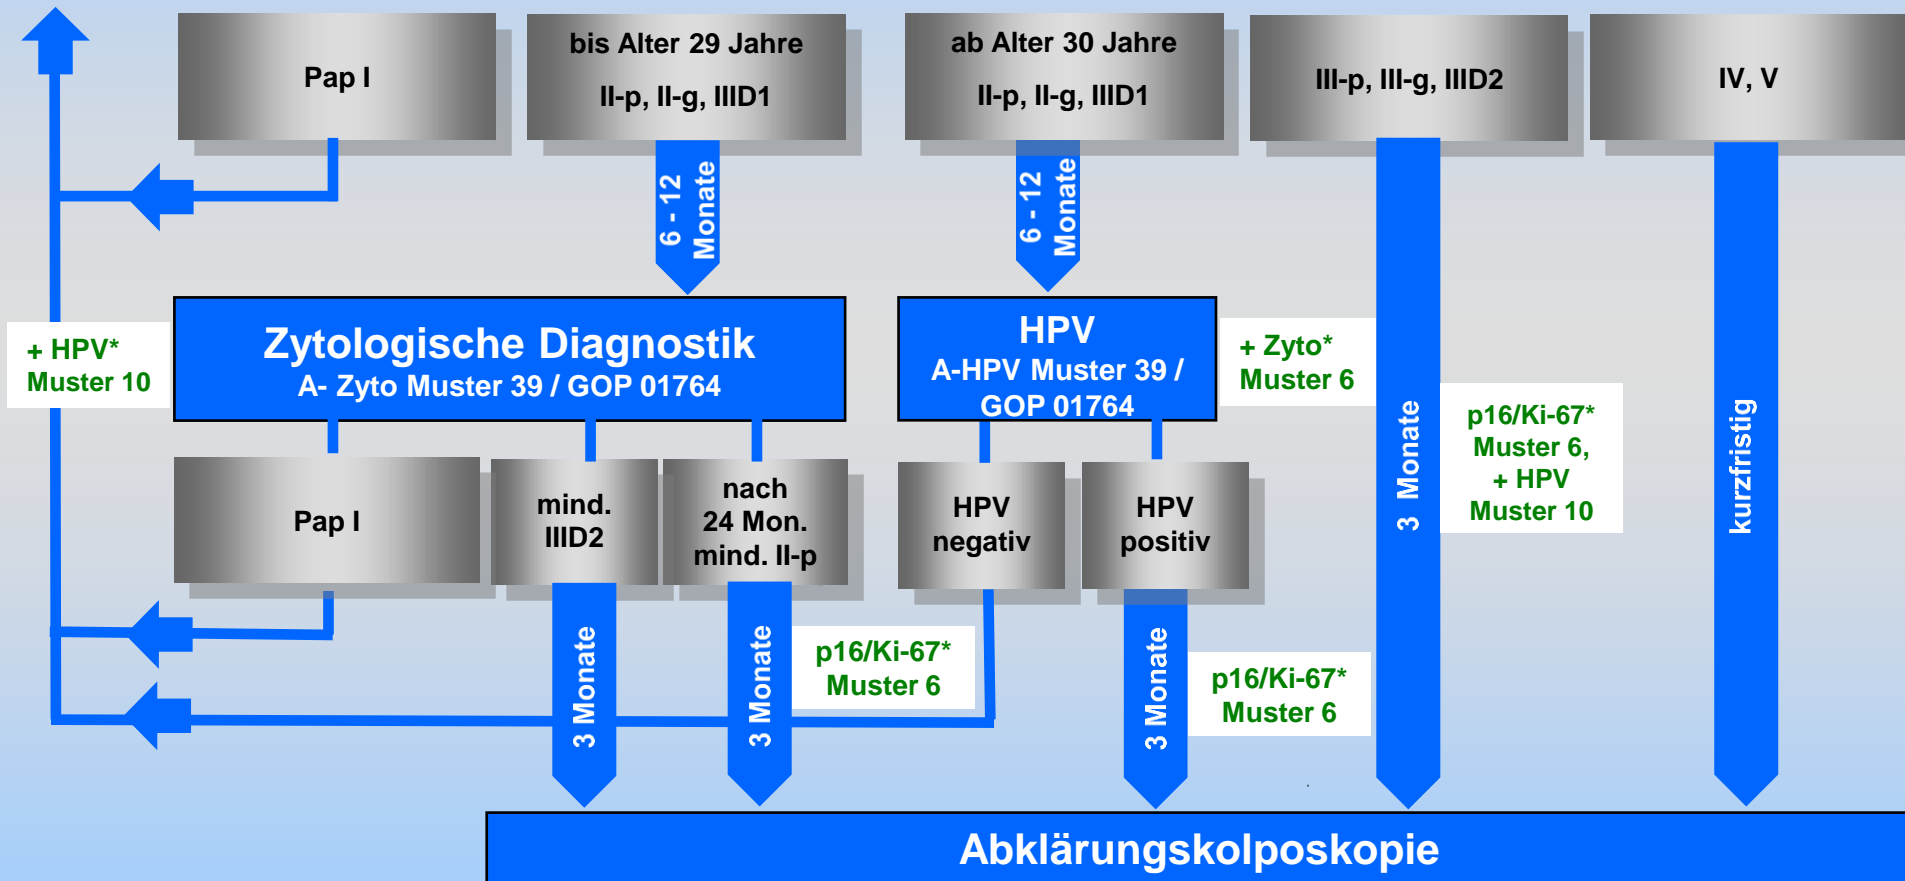 Pap I
bis Alter 29 Jahre
II-p, II-g, IIID1
ab Alter 30 Jahre
II-p, II-g, IIID1
III-p, III-g, IIID2
IV, V
6 - 12
Monate
6 - 12
Monate
+ HPV*
Muster 10
Zytologische Diagnostik
A- Zyto Muster 39 / GOP 01764
HPV
A-HPV Muster 39 /
GOP 01764
+ Zyto*
Muster 6
3 Monate
p16/Ki-67*
Muster 6,
+ HPV
Muster 10
kurzfristig
Pap I
mind.
IIID2
nach
24 Mon.
mind. II-p
HPV
negativ
HPV
positiv
3 Monate
3 Monate
p16/Ki-67*
Muster 6
3 Monate
p16/Ki-67*
Muster 6
Abklärungskolposkopie